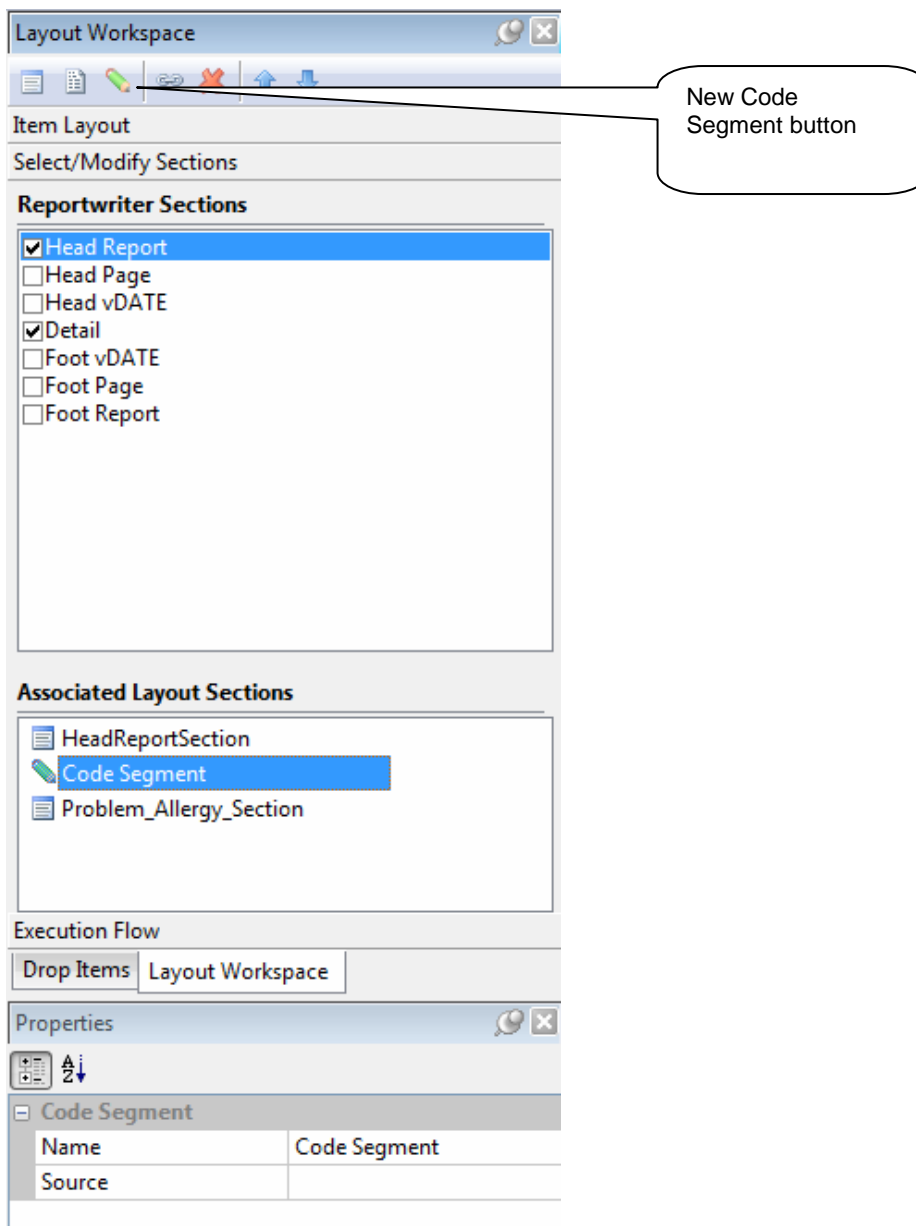 Layout Workspace
New Code
Segment button
Item Layout
Select/Modify Sections
Reportwriter Sections
Head Report
Head Page
Head vDATE
Detail
Foot vDATE
Foot Page
Foot Report
Associated Layout Sections
HeadReportSection
Code Segment
Problem_Allergy_Section
Execution Flow
Drop Items Layout Workspace
Properties
A
Z
Code Segment
Name Code Segment
Source